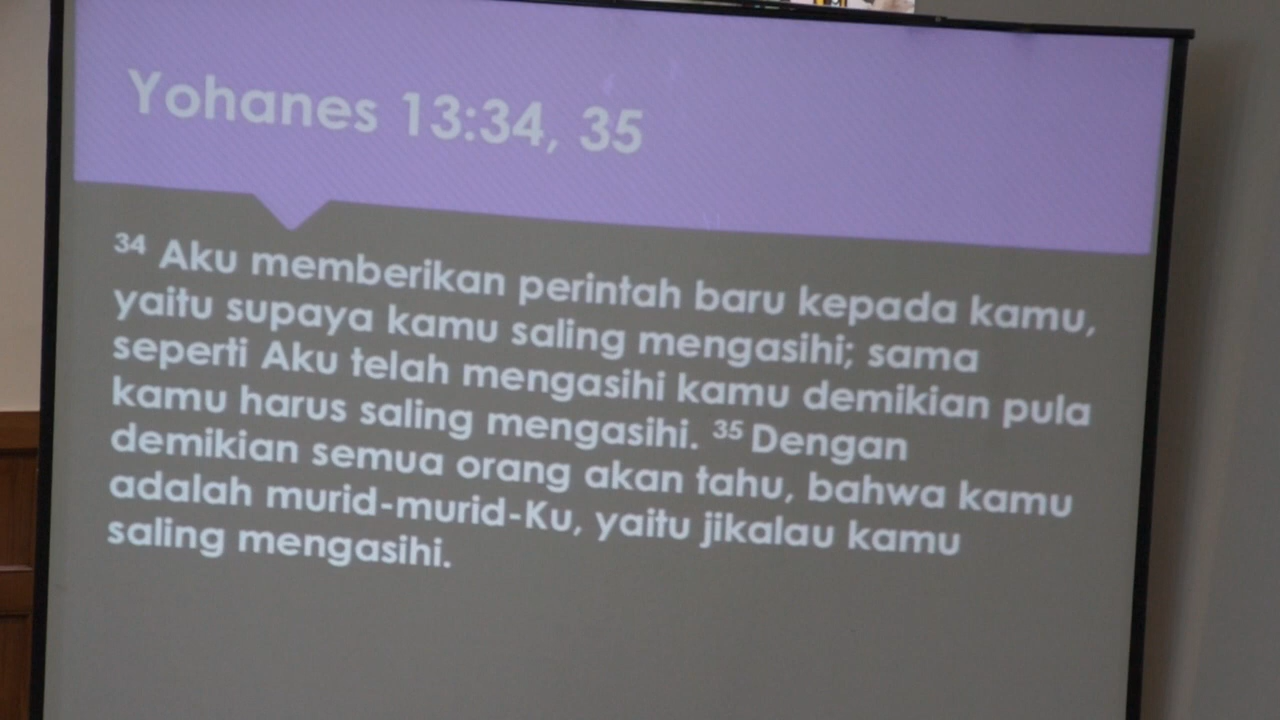 Yohanes 13:34, 35
34 Aku memberikan perintah baru kepada kamu,
yaitu supaya kamu saling mengasihi; sama
seperti Aku telah mengasihi kamu demikian pula
kamu harus saling mengasihi. 35 Dengan
demikian semua orang akan tahu, bahwa kamu
adalah murid-murid-Ku, yaitu jikalau kamu
saling mengasihi.